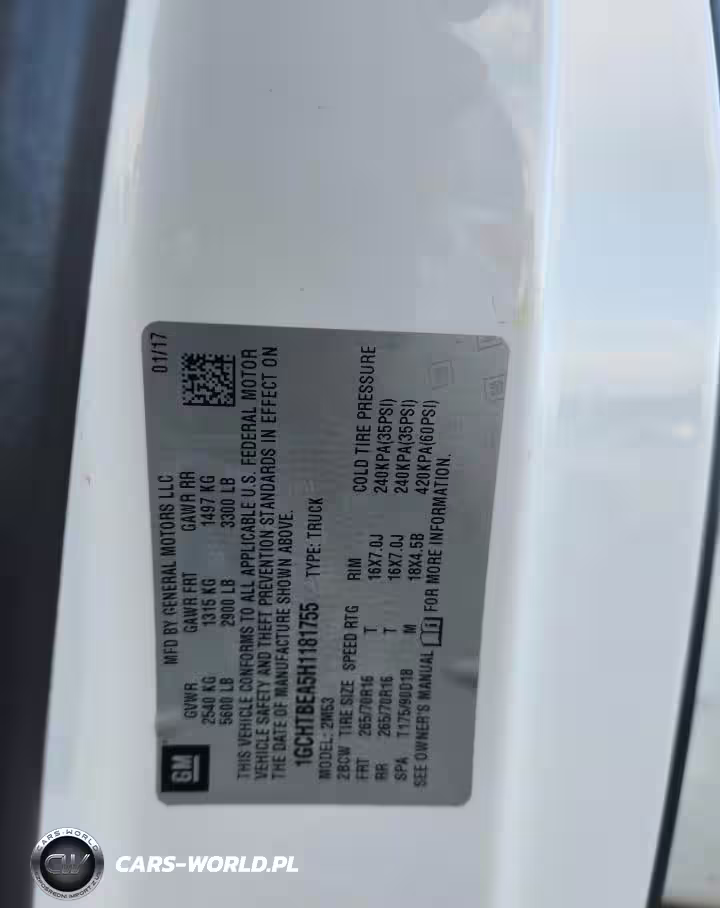 MFD BY GENERAL MOTORS LLC 01/17
GVWR GAWR FRT GAWR RR
2540 KG 1315 KG 1497 KG
5600 LB 2900 LB 3300 LB
THIS VEHICLE CONFORMS TO ALL APPLICABLE U.S. FEDERAL MOTOR
VEHICLE SAFETY AND THEFT PREVENTION STANDARDS IN EFFECT ON
THE DATE OF MANUFACTURE SHOWN ABOVE.
1GCHTBEA5H1181755 TYPE: TRUCK
MODEL: 2M53
2BCW TIRE SIZE SPEED RTG RIM COLD TIRE PRESSURE
FRT 265/70R16 T 16X7.0J 240KPA(35PSI)
RR 265/70R16 T 16X7.0J 240KPA(35PSI)
SPA T175/90D18 M 18X4.5B 420KPA(60PSI)
SEE OWNER'S MANUAL FOR MORE INFORMATION.
GM
CARS-WORLD
CW
CARS-WORLD.PL